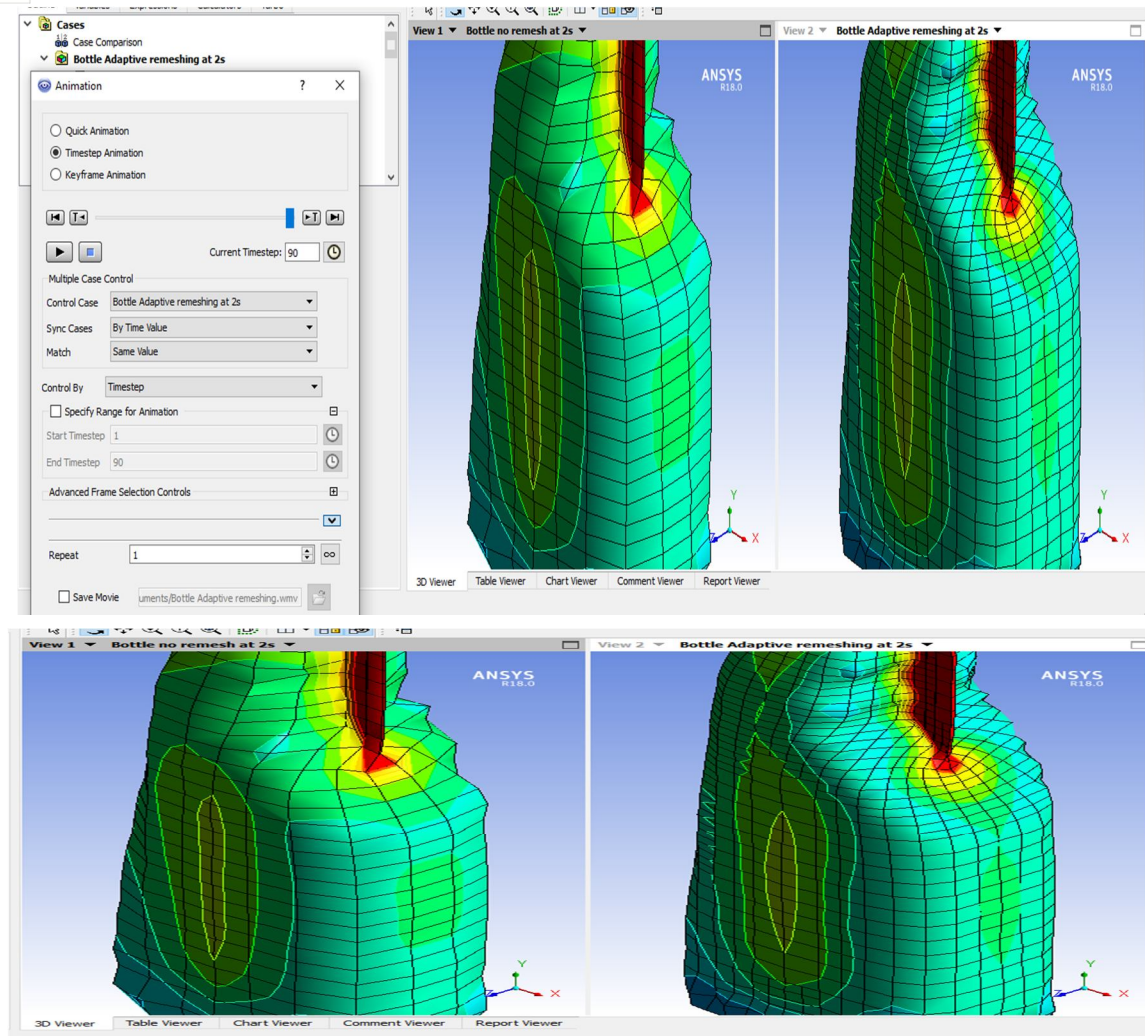 Variables Expressions Calculators Turbo
Cases
Case Comparison
Bottle Adaptive remeshing at 2s
Animation ? X
Quick Animation
Timestep Animation
Keyframe Animation
Current Timestep: 90
Multiple Case Control
Control Case Bottle Adaptive remeshing at 2s
Sync Cases By Time Value
Match Same Value
Control By Timestep
Specify Range for Animation
Start Timestep 1
End Timestep 90
Advanced Frame Selection Controls
Repeat 1
Save Movie uments/Bottle Adaptive remeshing.wmv
View 1 Bottle no remesh at 2s
ANSYS
R18.0
Y
Z X
View 2 Bottle Adaptive remeshing at 2s
ANSYS
R18.0
Y
Z X
3D Viewer Table Viewer Chart Viewer Comment Viewer Report Viewer
View 1 Bottle no remesh at 2s
ANSYS
R18.0
Y
Z X
View 2 Bottle Adaptive remeshing at 2s
ANSYS
R18.0
Y
Z X
3D Viewer Table Viewer Chart Viewer Comment Viewer Report Viewer